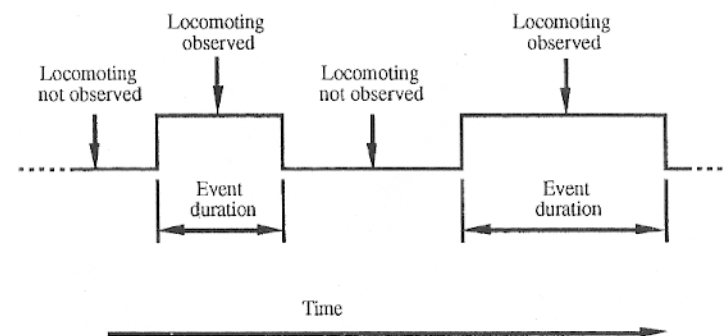 Locomoting
observed
Locomoting
observed
Locomoting
not observed
Locomoting
not observed
Event
duration
Event
duration
Time